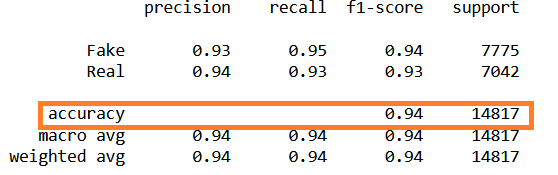 precision recall f1-score support
Fake 0.93 0.95 0.94 7775
Real 0.94 0.93 0.93 7042
accuracy 0.94 14817
macro avg 0.94 0.94 0.94 14817
weighted avg 0.94 0.94 0.94 14817